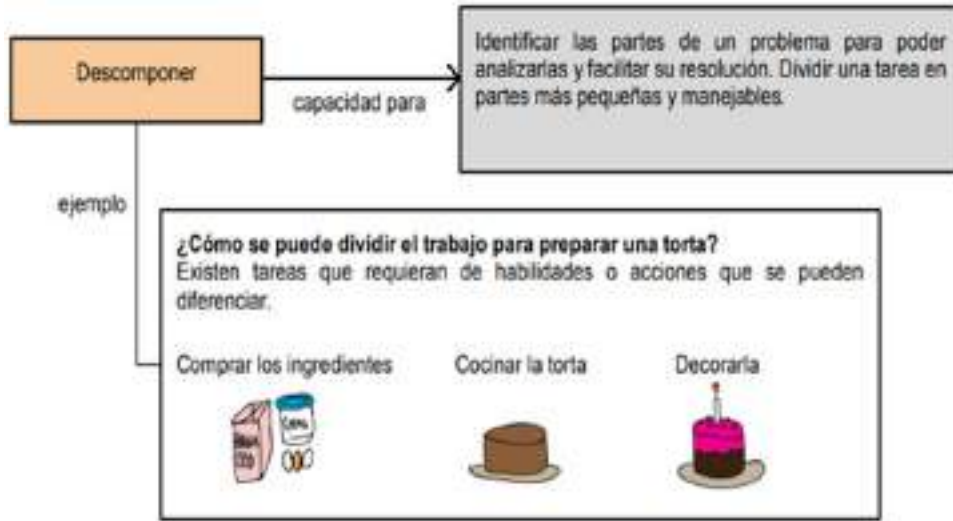 Descomponer
capacidad para
Identificar las partes de un problema para poder
analizarlas y facilitar su resolución. Dividir una tarea en
partes más pequeñas y manejables.
ejemplo
¿Cómo se puede dividir el trabajo para preparar una torta?
Existen tareas que requieran de habilidades o acciones que se pueden
diferenciar.
Comprar los ingredientes
Cocinar la torta
Decorarla